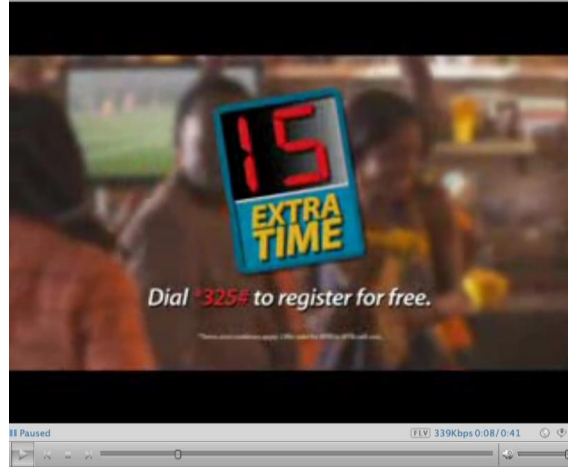 15
EXTRA
TIME
Dial *325# to register for free.
Paused
FLV 339Kbps 0:08/0:41